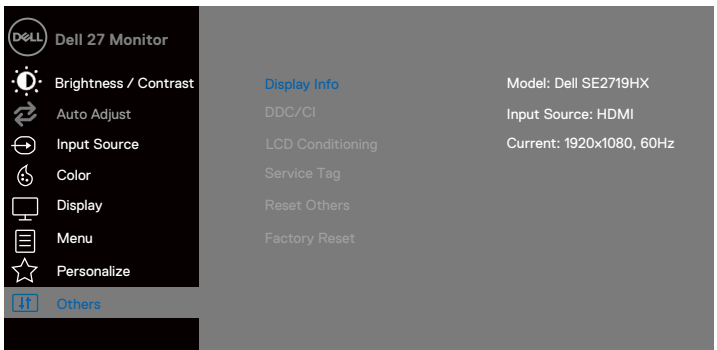 DELL
Dell 27 Monitor
Brightness / Contrast
Auto Adjust
Input Source
Color
Display
Menu
Personalize
Others
Display Info
DDC/CI
LCD Conditioning
Service Tag
Reset Others
Factory Reset
Model: Dell SE2719HX
Input Source: HDMI
Current: 1920x1080, 60Hz